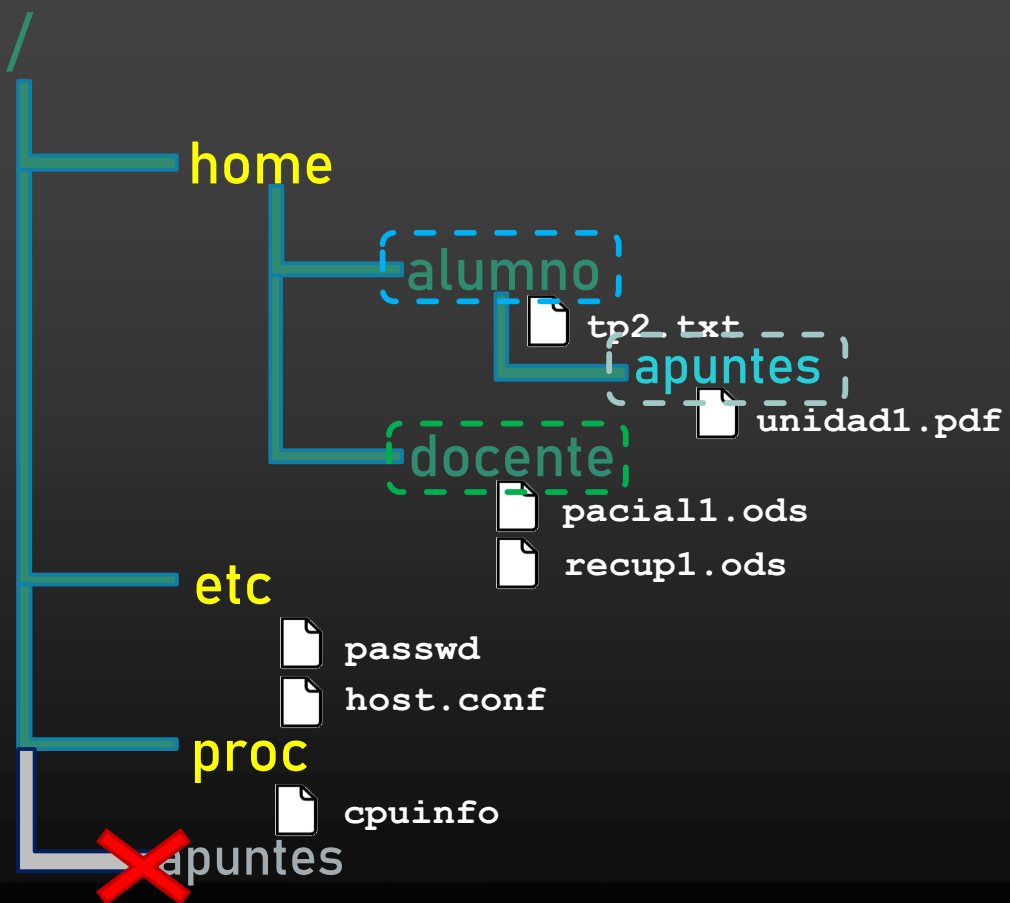 /
home
alumno
tp2.txt
apuntes
unidad1.pdf
docente
pacial1.ods
recup1.ods
etc
passwd
host.conf
proc
cpuinfo
apuntes